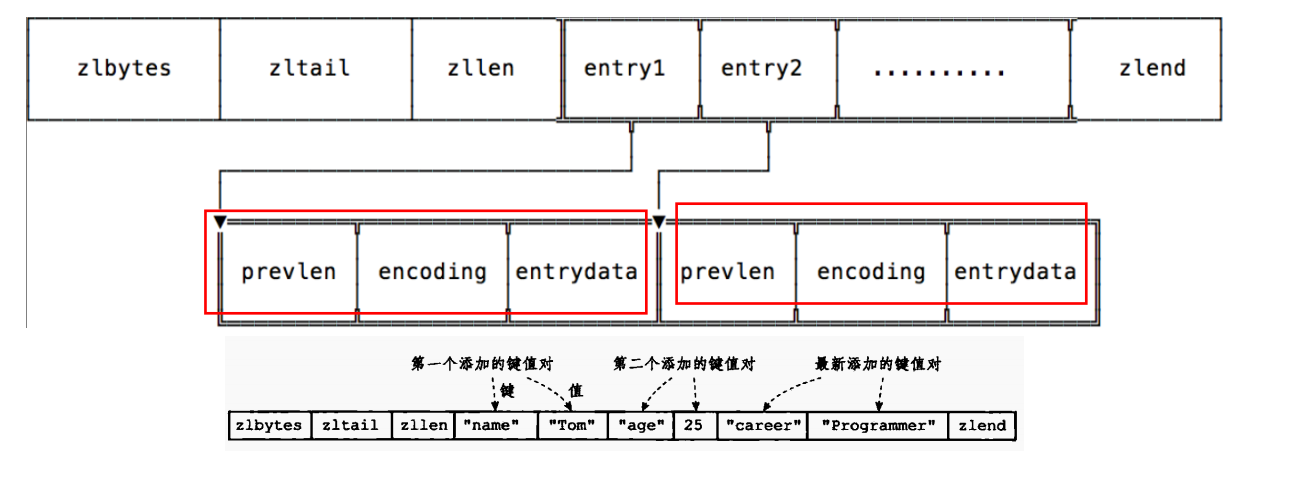 zlbytes zltail zllen entry1 entry2 .......... zlend
prevlen encoding entrydata prevlen encoding entrydata
第一个添加的键值对 第二个添加的键值对 最新添加的键值对
键 值
zlbytes zltail zllen "name" "Tom" "age" 25 "career" "Programmer" zlend